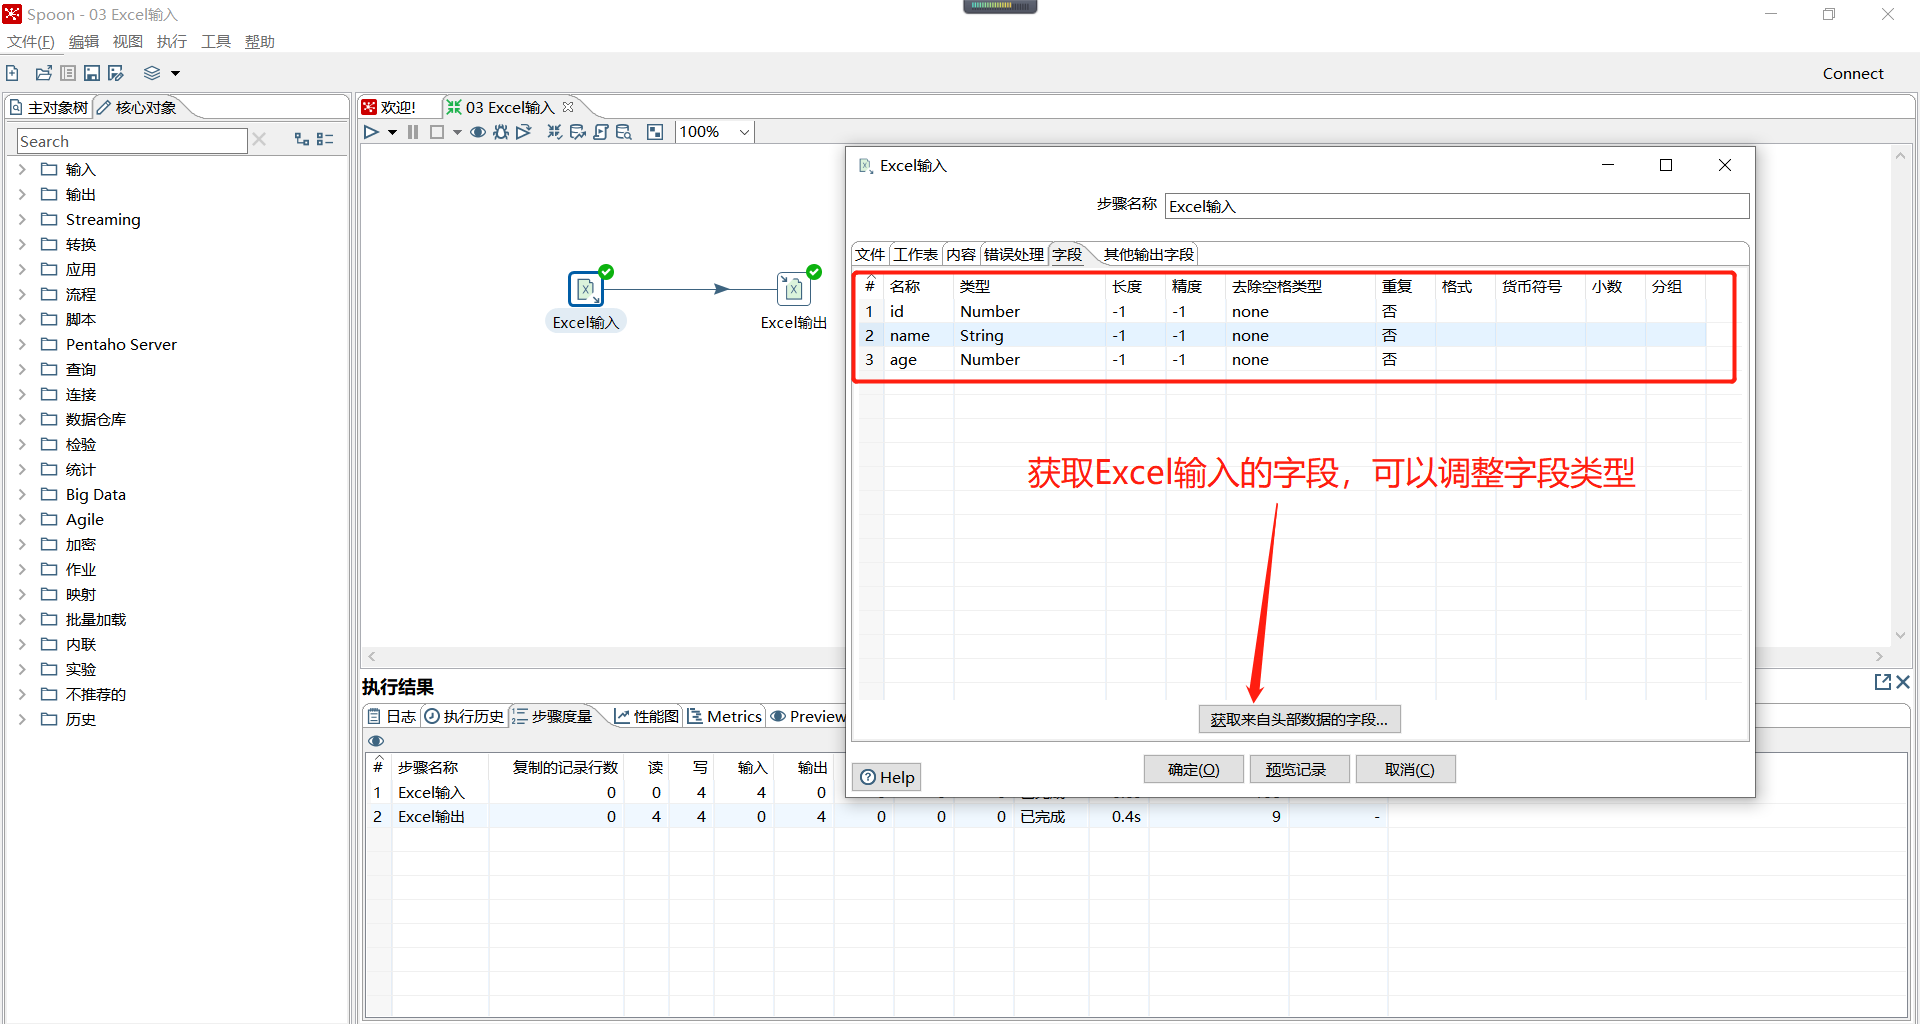 Spoon - 03 Excel输入
文件(F) 编辑 视图 执行 工具 帮助
Connect
主对象树 核心对象
Search
输入
输出
Streaming
转换
应用
流程
脚本
Pentaho Server
查询
连接
数据仓库
检验
统计
Big Data
Agile
加密
作业
映射
批量加载
内联
实验
不推荐的
历史
欢迎! 03 Excel输入
100%
Excel输入
Excel输出
Excel输入
步骤名称 Excel输入
文件 工作表 内容 错误处理 字段 其他输出字段
# 名称 类型 长度 精度 去除空格类型 重复 格式 货币符号 小数 分组
1 id Number -1 -1 none 否
2 name String -1 -1 none 否
3 age Number -1 -1 none 否
获取Excel输入的字段，可以调整字段类型
获取来自头部数据的字段...
Help 确定(O) 预览记录 取消(C)
执行结果
日志 执行历史 步骤度量 性能图 Metrics Preview
# 步骤名称 复制的记录行数 读 写 输入 输出
1 Excel输入 0 0 4 4 0
2 Excel输出 0 4 4 0 4 0 0 0 已完成 0.4s 9 -